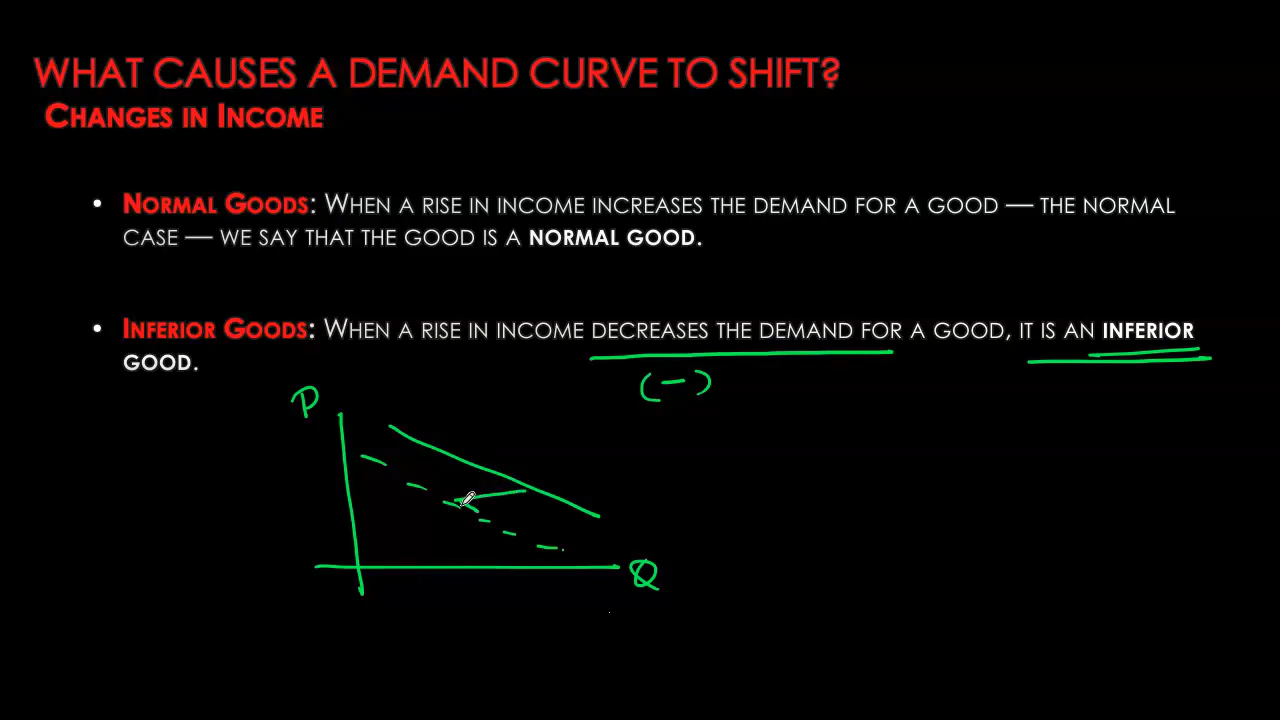 WHAT CAUSES A DEMAND CURVE TO SHIFT?
CHANGES IN INCOME
• NORMAL GOODS: WHEN A RISE IN INCOME INCREASES THE DEMAND FOR A GOOD — THE NORMAL
CASE — WE SAY THAT THE GOOD IS A NORMAL GOOD.
• INFERIOR GOODS: WHEN A RISE IN INCOME DECREASES THE DEMAND FOR A GOOD, IT IS AN INFERIOR
GOOD.
(-)
P
Q